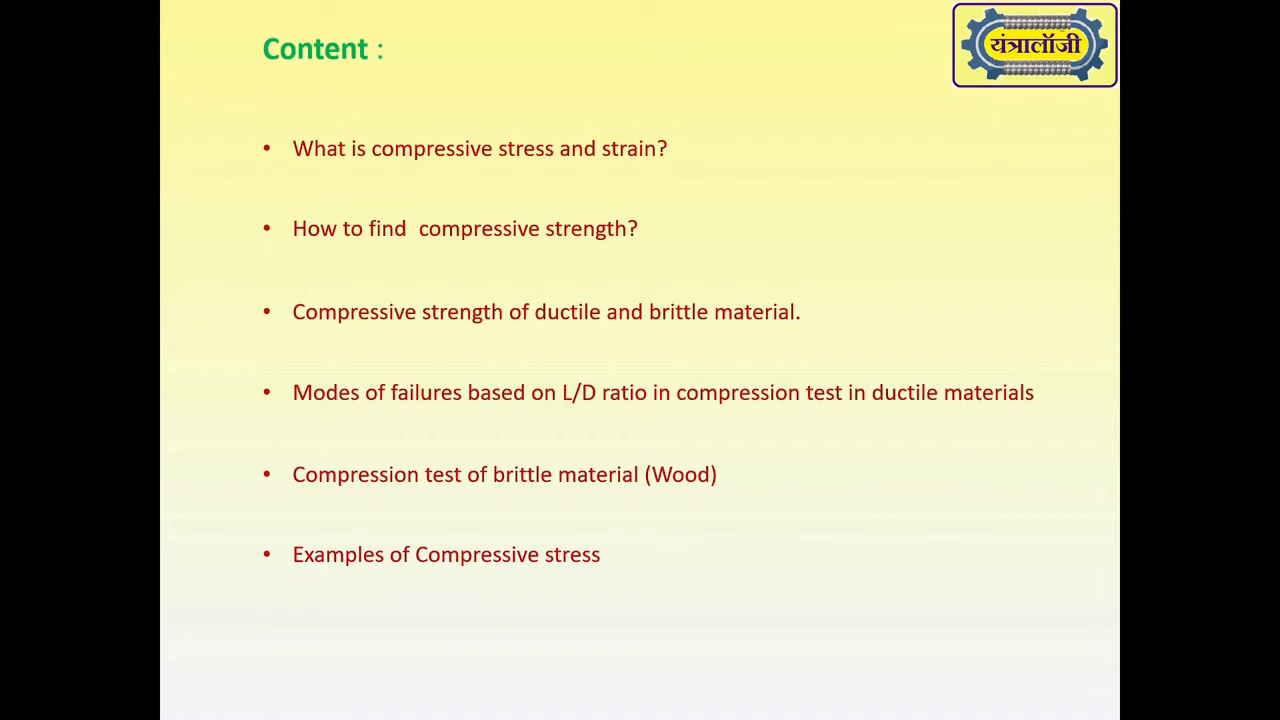 Content :
यंत्रालॉजी
• What is compressive stress and strain?
• How to find  compressive strength?
• Compressive strength of ductile and brittle material.
• Modes of failures based on L/D ratio in compression test in ductile materials
• Compression test of brittle material (Wood)
• Examples of Compressive stress